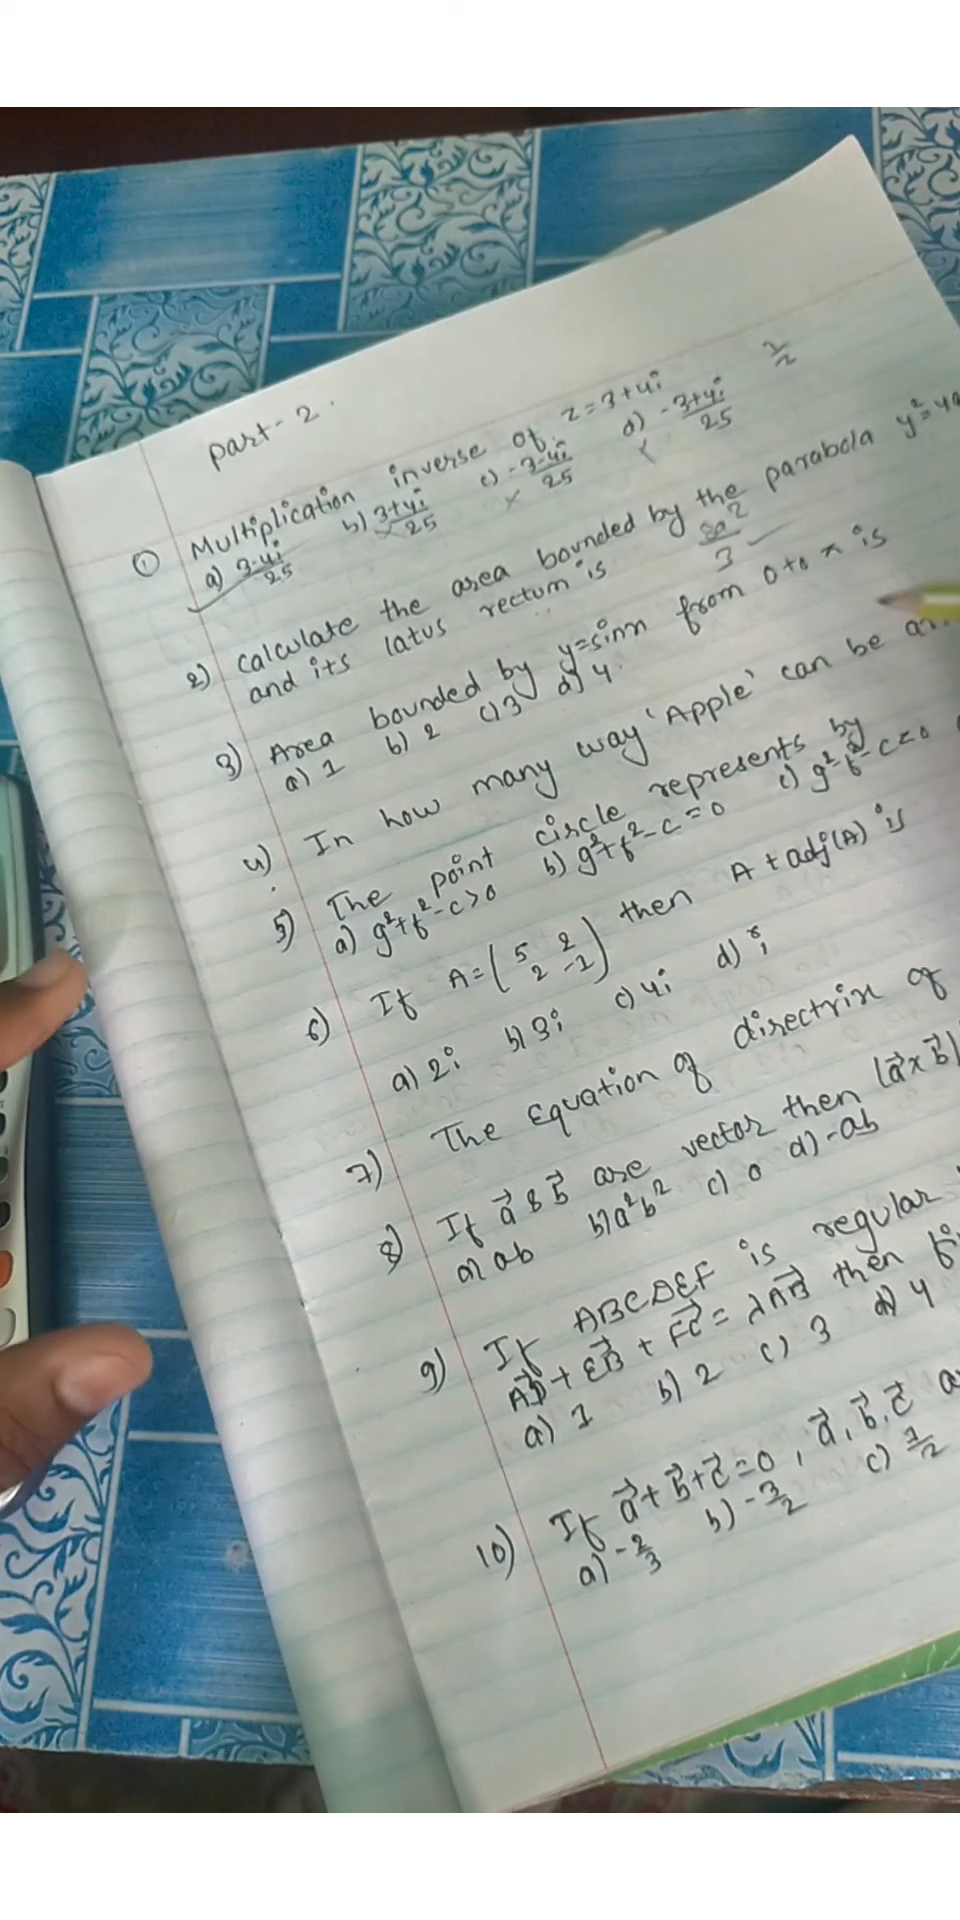 part-2.
① Multiplication inverse of z=3+4i 1/2
a) 3-4i/25 b) 3+4i/25 c) -3-4i/25 d) -3+4i/25
2) Calculate the area bounded by the parabola y²=4a
and its latus rectum is 8a²/3
3) Area bounded by y=sinx from 0 to π is
a) 1 b) 2 c) 3 d) 4.
4) In how many way 'Apple' can be
5) The point circle represents by
a) g²+f²-c>0 b) g²+f²-c=0 c) g²-f²-c<0
6) If A=(5 2 2 -1) then A+adj(A) is
a) 2i b) 3i c) 4i d) i
7) The Equation of directrix of
8) If a⃗ & b⃗ are vector then (a⃗×b⃗)
a) ab b) a²b² c) 0 d) -ab
9) If ABCDEF is regular
AD⃗+EB⃗+FC⃗=λAB⃗ then
a) 1 b) 2 c) 3 d) 4
10) If a⃗+b⃗+c⃗=0, a⃗,b⃗,c⃗
a) -2/3 b) -3/2 c)